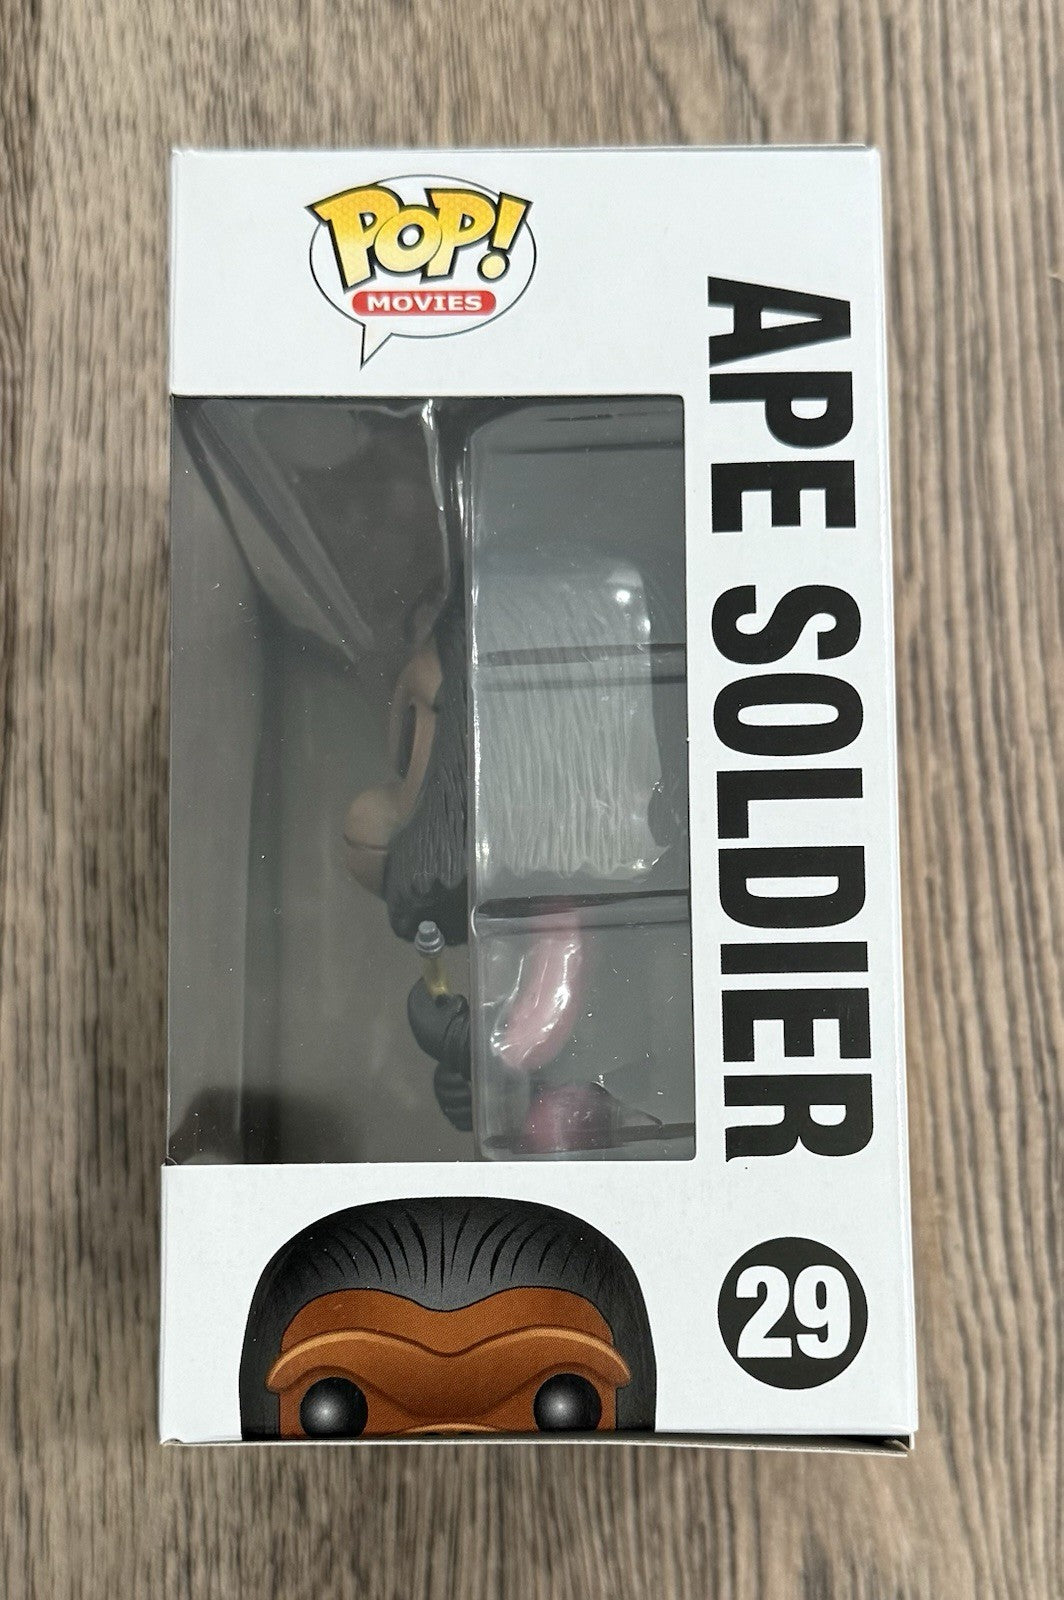 POP!
MOVIES
APE SOLDIER
29